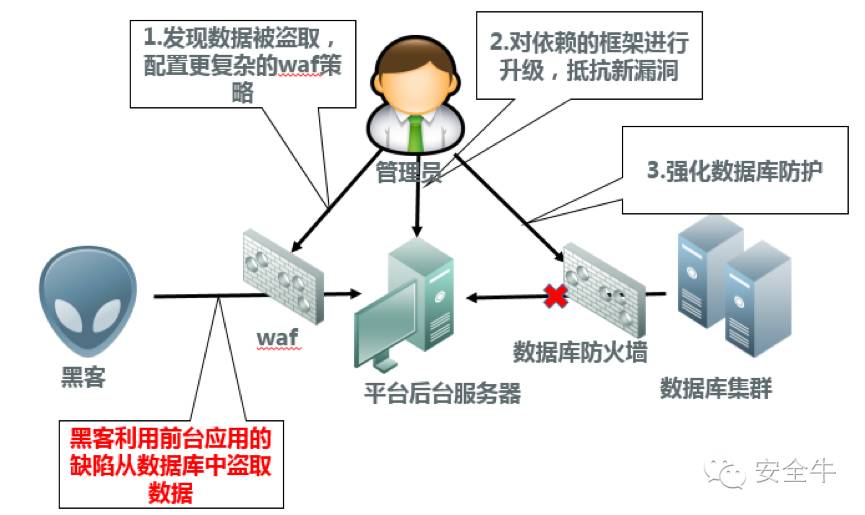 1.发现数据被盗取，
配置更复杂的waf策
略
2.对依赖的框架进行
升级，抵抗新漏洞
管理员
3.强化数据库防护
waf
黑客
数据库防火墙
平台后台服务器
数据库集群
黑客利用前台应用的
缺陷从数据库中盗取
数据
安全牛